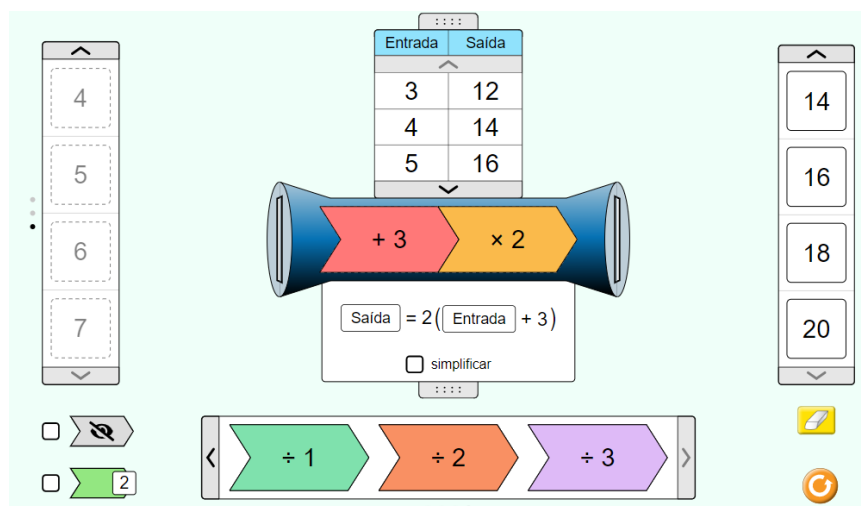 Entrada Saída
3 12
4 14
5 16
4
5
6
7
14
16
18
20
+ 3 × 2
Saída = 2( Entrada + 3)
simplificar
2
÷ 1 ÷ 2 ÷ 3